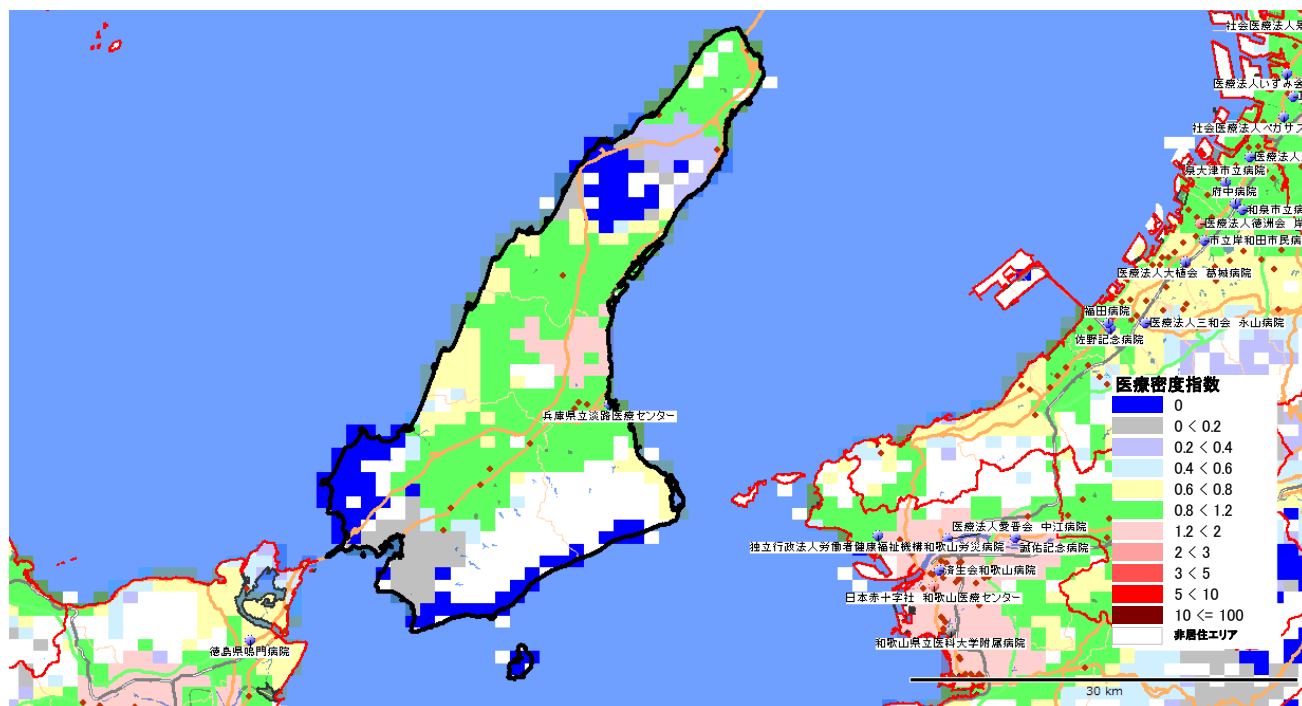 社会医療法人景
医療法人いずみ会
社会医療法人ペガサス
医療法人
泉大津市立病院
府中病院
和泉市立病
医療法人徳洲会 岸
市立岸和田市民病
医療法人大植会 葛城病院
福田病院
医療法人三和会 永山病院
佐野記念病院
医療密度指数
0
0 < 0.2
0.2 < 0.4
0.4 < 0.6
0.6 < 0.8
0.8 < 1.2
1.2 < 2
2 < 3
3 < 5
5 < 10
10 <= 100
非居住エリア
兵庫県立淡路医療センター
医療法人愛晋会 中江病院
独立行政法人労働者健康福祉機構和歌山労災病院
誠佑記念病院
済生会和歌山病院
日本赤十字社 和歌山医療センター
和歌山県立医科大学附属病院
徳島県鳴門病院
30 km